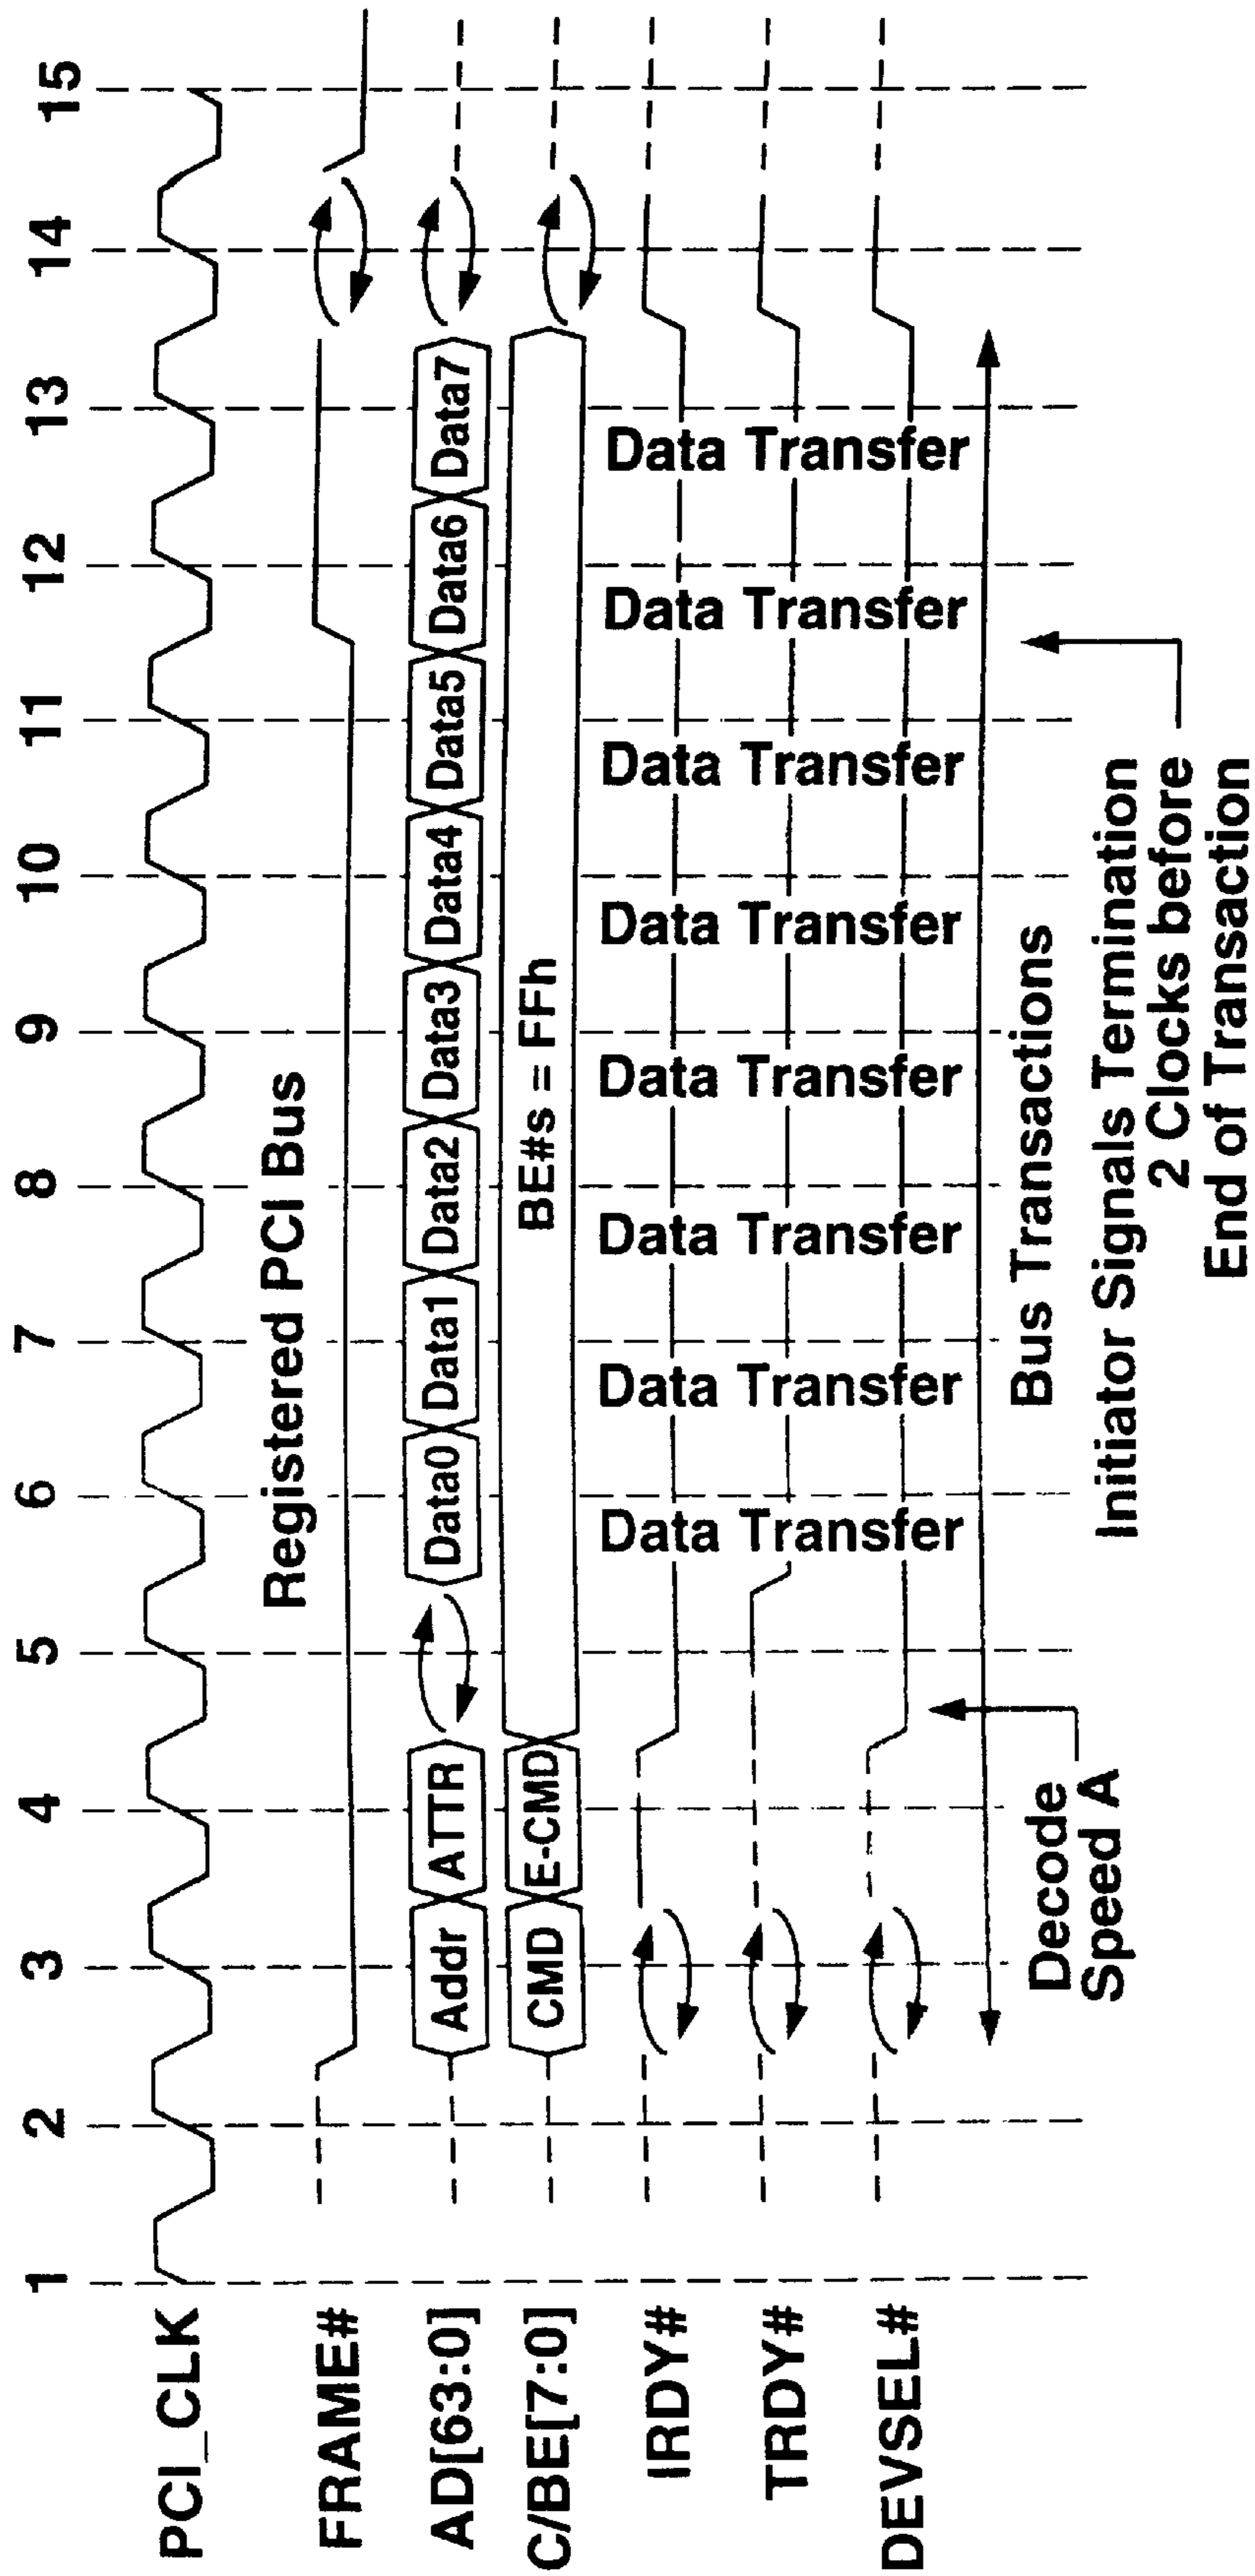 1 2 3 4 5 6 7 8 9 10 11 12 13 14 15
PCI_CLK
Registered PCI Bus
FRAME#
AD[63:0] Addr ATTR Data0 Data1 Data2 Data3 Data4 Data5 Data6 Data7
C/BE[7:0] CMD E-CMD BE#s = FFh
IRDY#
TRDY#
DEVSEL#
Data Transfer Data Transfer Data Transfer Data Transfer Data Transfer Data Transfer Data Transfer Data Transfer
Decode
Speed A
Bus Transactions
Initiator Signals Termination
2 Clocks before
End of Transaction